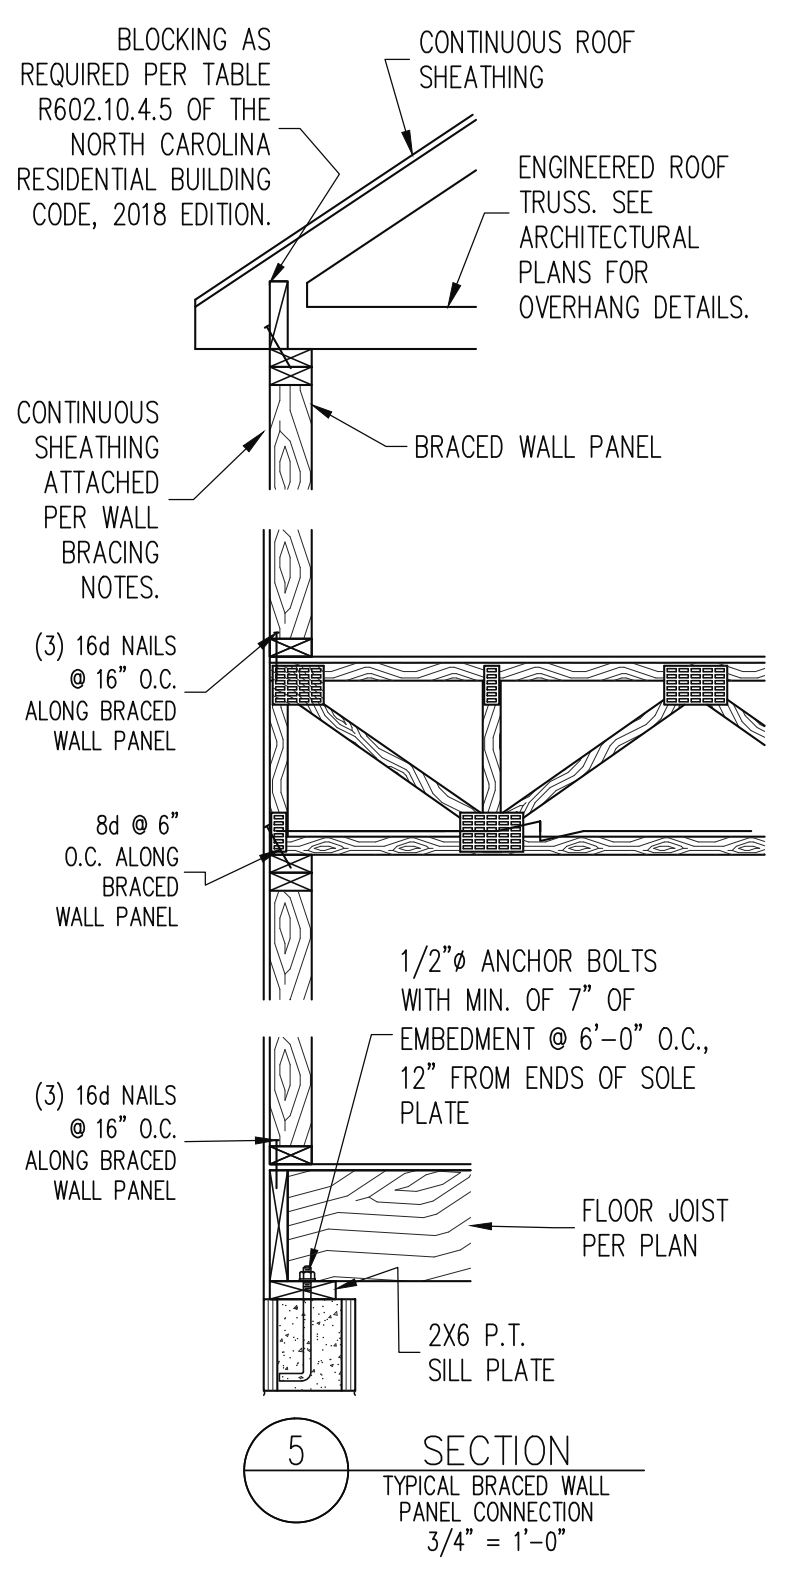 BLOCKING AS
REQUIRED PER TABLE
R602.10.4.5 OF THE
NORTH CAROLINA
RESIDENTIAL BUILDING
CODE, 2018 EDITION.
CONTINUOUS ROOF
SHEATHING
ENGINEERED ROOF
TRUSS. SEE
ARCHITECTURAL
PLANS FOR
OVERHANG DETAILS.
CONTINUOUS
SHEATHING
ATTACHED
PER WALL
BRACING
NOTES.
BRACED WALL PANEL
(3) 16d NAILS
@ 16" O.C.
ALONG BRACED
WALL PANEL
8d @ 6"
O.C. ALONG
BRACED
WALL PANEL
1/2"ø ANCHOR BOLTS
WITH MIN. OF 7" OF
EMBEDMENT @ 6'-0" O.C.,
12" FROM ENDS OF SOLE
PLATE
(3) 16d NAILS
@ 16" O.C.
ALONG BRACED
WALL PANEL
FLOOR JOIST
PER PLAN
2X6 P.T.
SILL PLATE
5
SECTION
TYPICAL BRACED WALL
PANEL CONNECTION
3/4" = 1'-0"